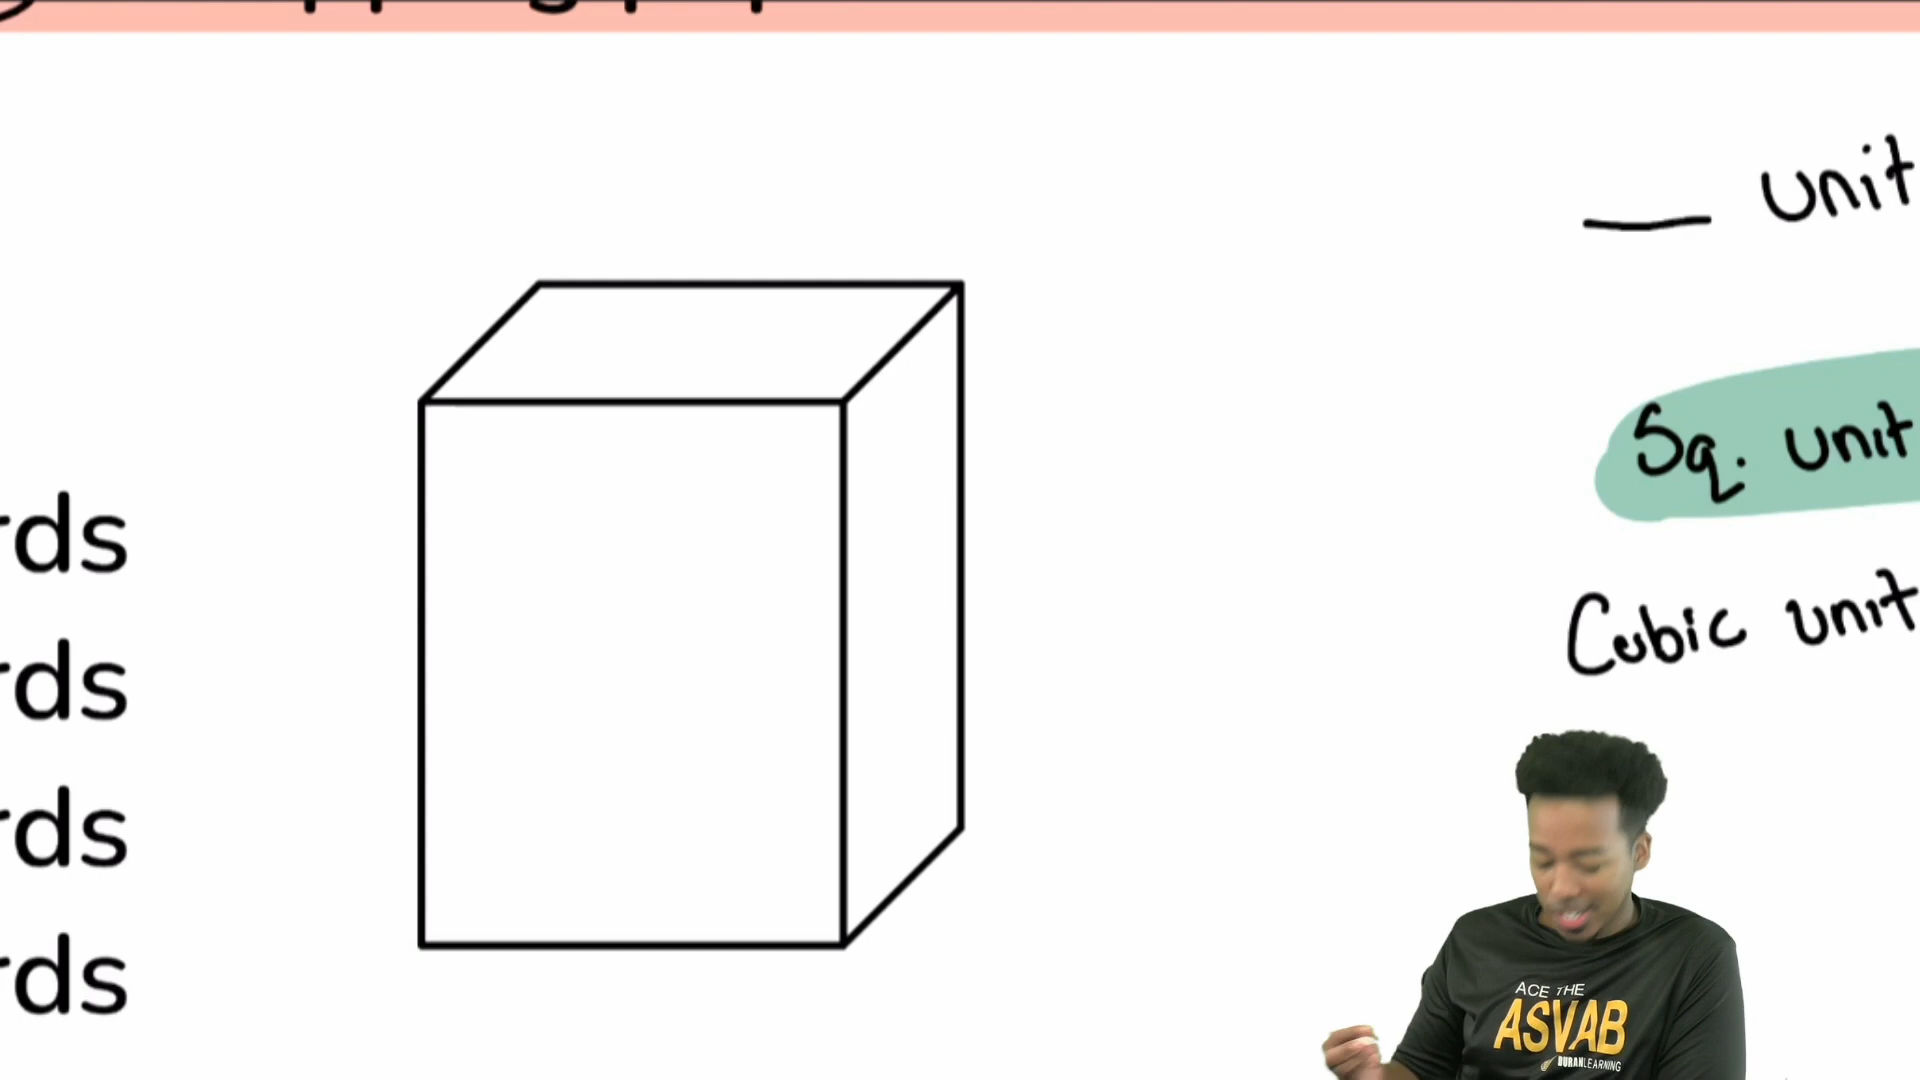 unit
Sq. unit
Cubic unit
rds
rds
rds
rds
ACE THE
ASVAB
DURANLEARNING